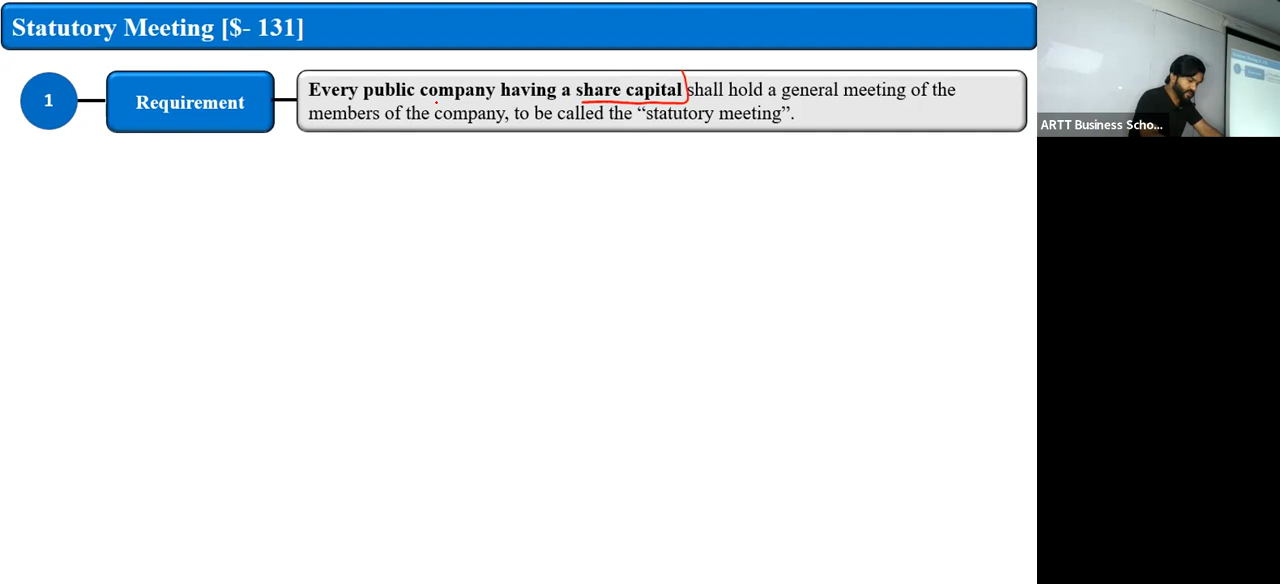 Statutory Meeting [$- 131]
1
Requirement
Every public company having a share capital shall hold a general meeting of the
members of the company, to be called the “statutory meeting”.
ARTT Business Scho...